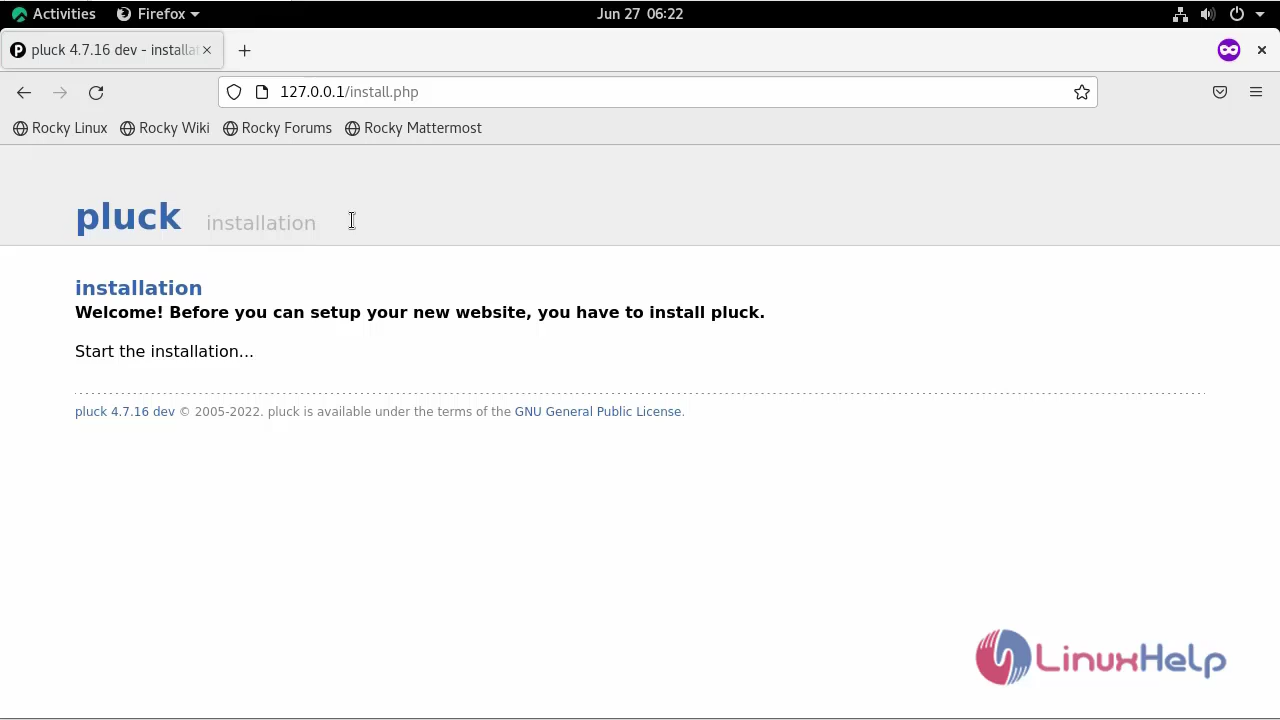 Activities Firefox Jun 27 06:22
pluck 4.7.16 dev - installa
127.0.0.1/install.php
Rocky Linux Rocky Wiki Rocky Forums Rocky Mattermost
pluck installation
installation
Welcome! Before you can setup your new website, you have to install pluck.
Start the installation...
pluck 4.7.16 dev © 2005-2022. pluck is available under the terms of the GNU General Public License.
LinuxHelp